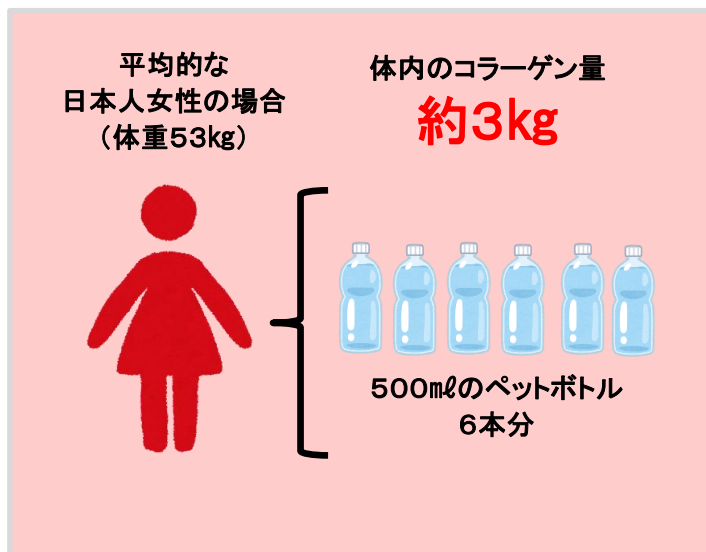 平均的な
日本人女性の場合
（体重53kg）
体内のコラーゲン量
約3kg
500㎖のペットボトル
6本分